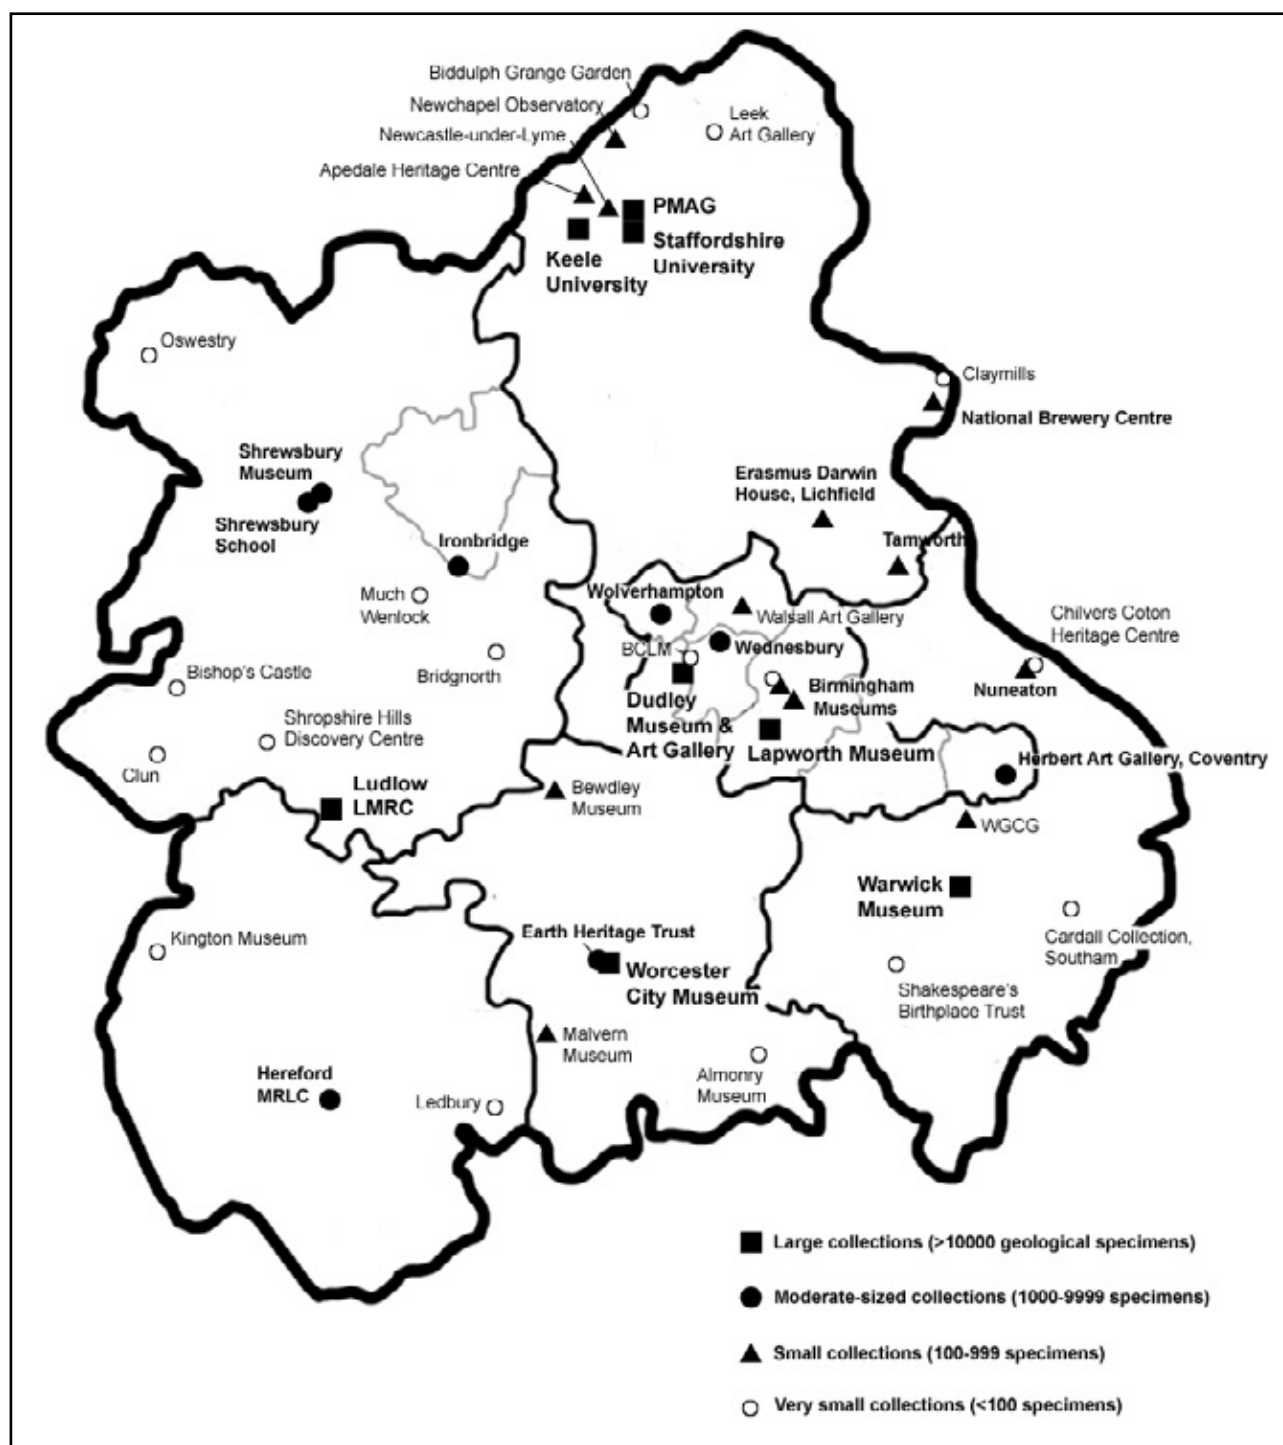 Biddulph Grange Garden
Newchapel Observatory
Newcastle-under-Lyme
Apedale Heritage Centre
Leek
Art Gallery
PMAG
Staffordshire
University
Keele
University
Oswestry
Claymills
National Brewery Centre
Shrewsbury
Museum
Shrewsbury
School
Erasmus Darwin
House, Lichfield
Tamworth
Ironbridge
Much
Wenlock
Wolverhampton
Walsall Art Gallery
Chilvers Coton
Heritage Centre
BCLM
Wednesbury
Bishop's Castle
Bridgnorth
Birmingham
Museums
Nuneaton
Dudley
Museum &
Art Gallery
Lapworth Museum
Shropshire Hills
Discovery Centre
Clun
Herbert Art Gallery, Coventry
Ludlow
LMRC
Bewdley
Museum
WGCG
Warwick
Museum
Kington Museum
Earth Heritage Trust
Worcester
City Museum
Cardall Collection,
Southam
Shakespeare's
Birthplace Trust
Malvern
Museum
Almonry
Museum
Hereford
MRLC
Ledbury
Large collections (>10000 geological specimens)
Moderate-sized collections (1000-9999 specimens)
Small collections (100-999 specimens)
Very small collections (<100 specimens)